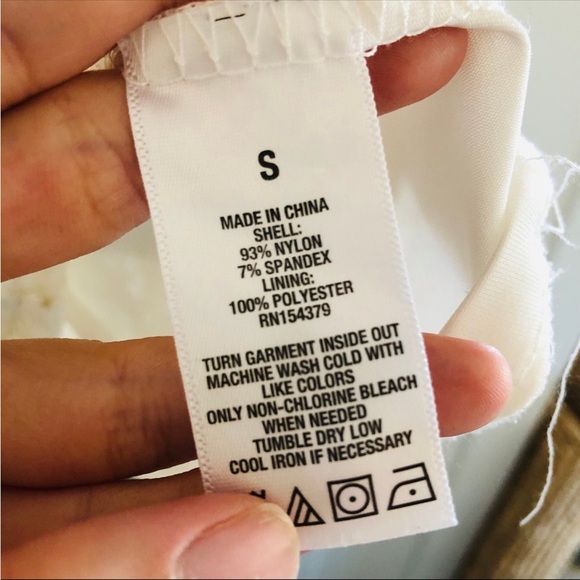 S
MADE IN CHINA
SHELL:
93% NYLON
7% SPANDEX
LINING:
100% POLYESTER
RN154379
TURN GARMENT INSIDE OUT
MACHINE WASH COLD WITH
LIKE COLORS
ONLY NON-CHLORINE BLEACH
WHEN NEEDED
TUMBLE DRY LOW
COOL IRON IF NECESSARY